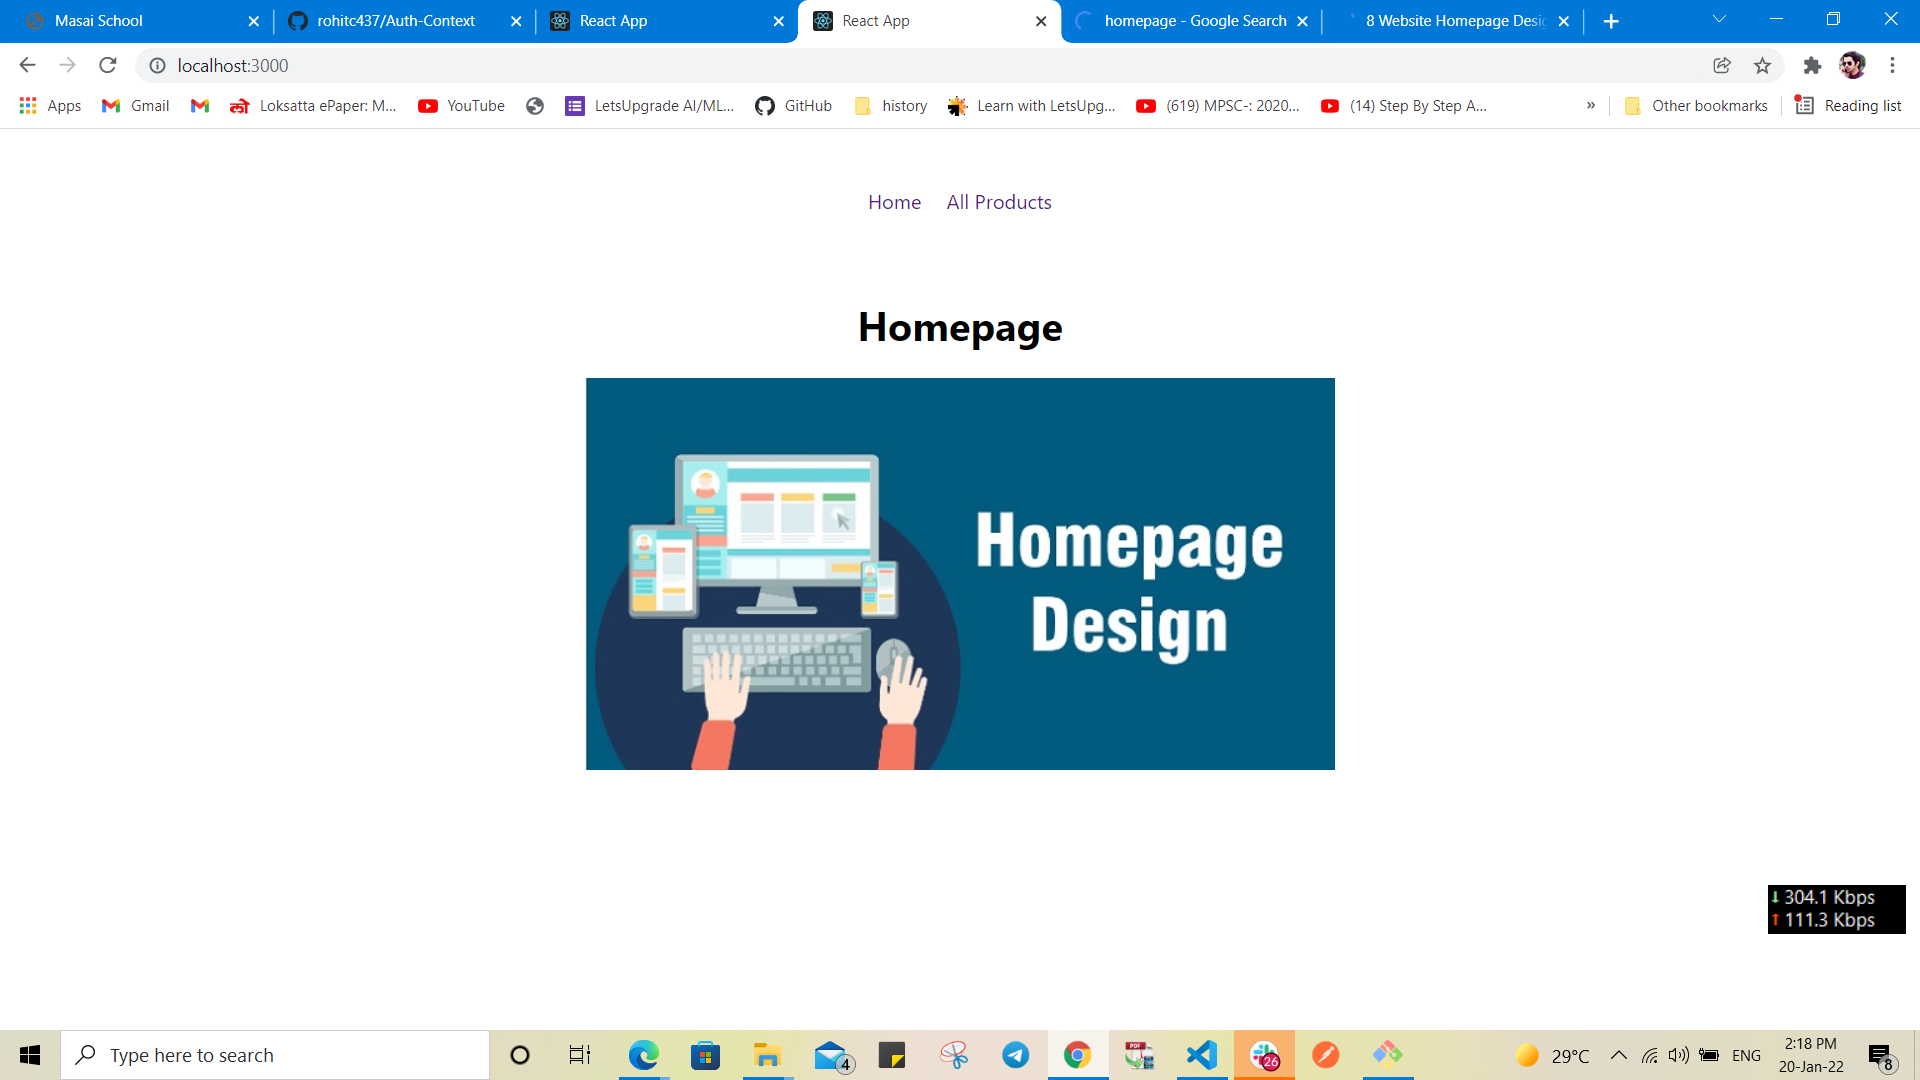 Masai School
rohitc437/Auth-Context
React App
React App
homepage - Google Search
8 Website Homepage Desig
localhost:3000
Apps
Gmail
Loksatta ePaper: M...
YouTube
LetsUpgrade AI/ML...
GitHub
history
Learn with LetsUpg...
(619) MPSC-: 2020...
(14) Step By Step A...
»
Other bookmarks
Reading list
Home
All Products
Homepage
Homepage
Design
304.1 Kbps
111.3 Kbps
Type here to search
4
PDF
26
29°C
ENG
2:18 PM
20-Jan-22
8